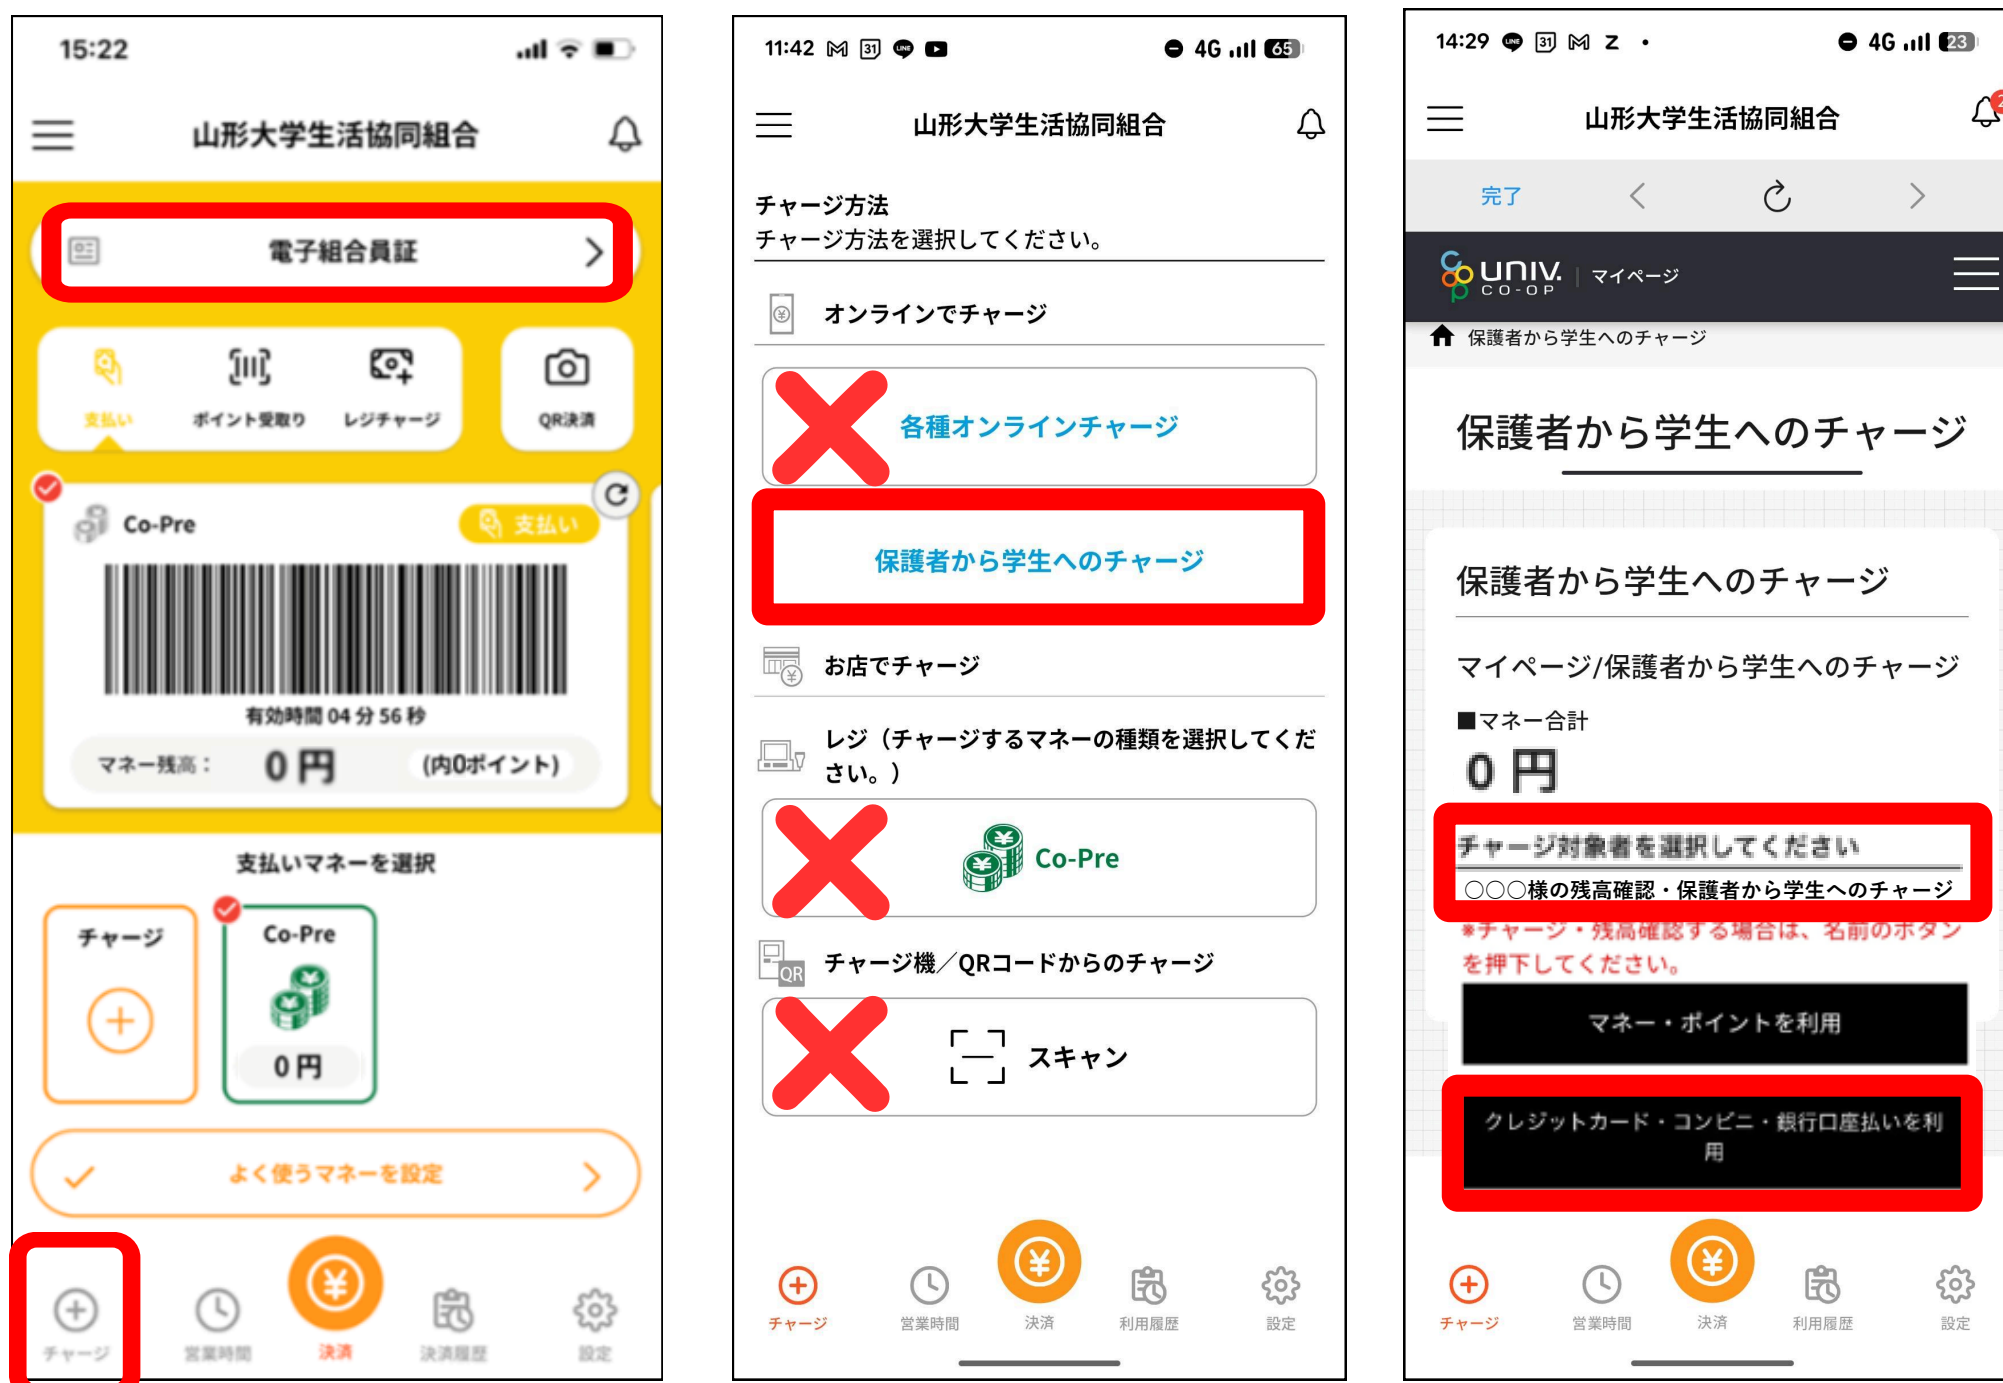 15:22
山形大学生活協同組合
電子組合員証
支払い
ポイント受取り
レジチャージ
QR決済
Co-Pre
支払い
有効時間 04 分 56 秒
マネー残高：
0 円
(内0ポイント)
支払いマネーを選択
チャージ
Co-Pre
0 円
よく使うマネーを設定
チャージ
営業時間
決済
決済履歴
設定
11:42
31
LINE
4G
65
山形大学生活協同組合
チャージ方法
チャージ方法を選択してください。
オンラインでチャージ
各種オンラインチャージ
保護者から学生へのチャージ
お店でチャージ
レジ（チャージするマネーの種類を選択してくだ
さい。）
Co-Pre
QR
チャージ機／QRコードからのチャージ
スキャン
チャージ
営業時間
決済
利用履歴
設定
14:29
LINE
31
Z
4G
23
山形大学生活協同組合
2
完了
UNIV.
CO-OP
マイページ
保護者から学生へのチャージ
保護者から学生へのチャージ
保護者から学生へのチャージ
マイページ/保護者から学生へのチャージ
■マネー合計
0 円
チャージ対象者を選択してください
○○○様の残高確認・保護者から学生へのチャージ
*チャージ・残高確認する場合は、名前のボタン
を押下してください。
マネー・ポイントを利用
クレジットカード・コンビニ・銀行口座払いを利
用
チャージ
営業時間
決済
利用履歴
設定